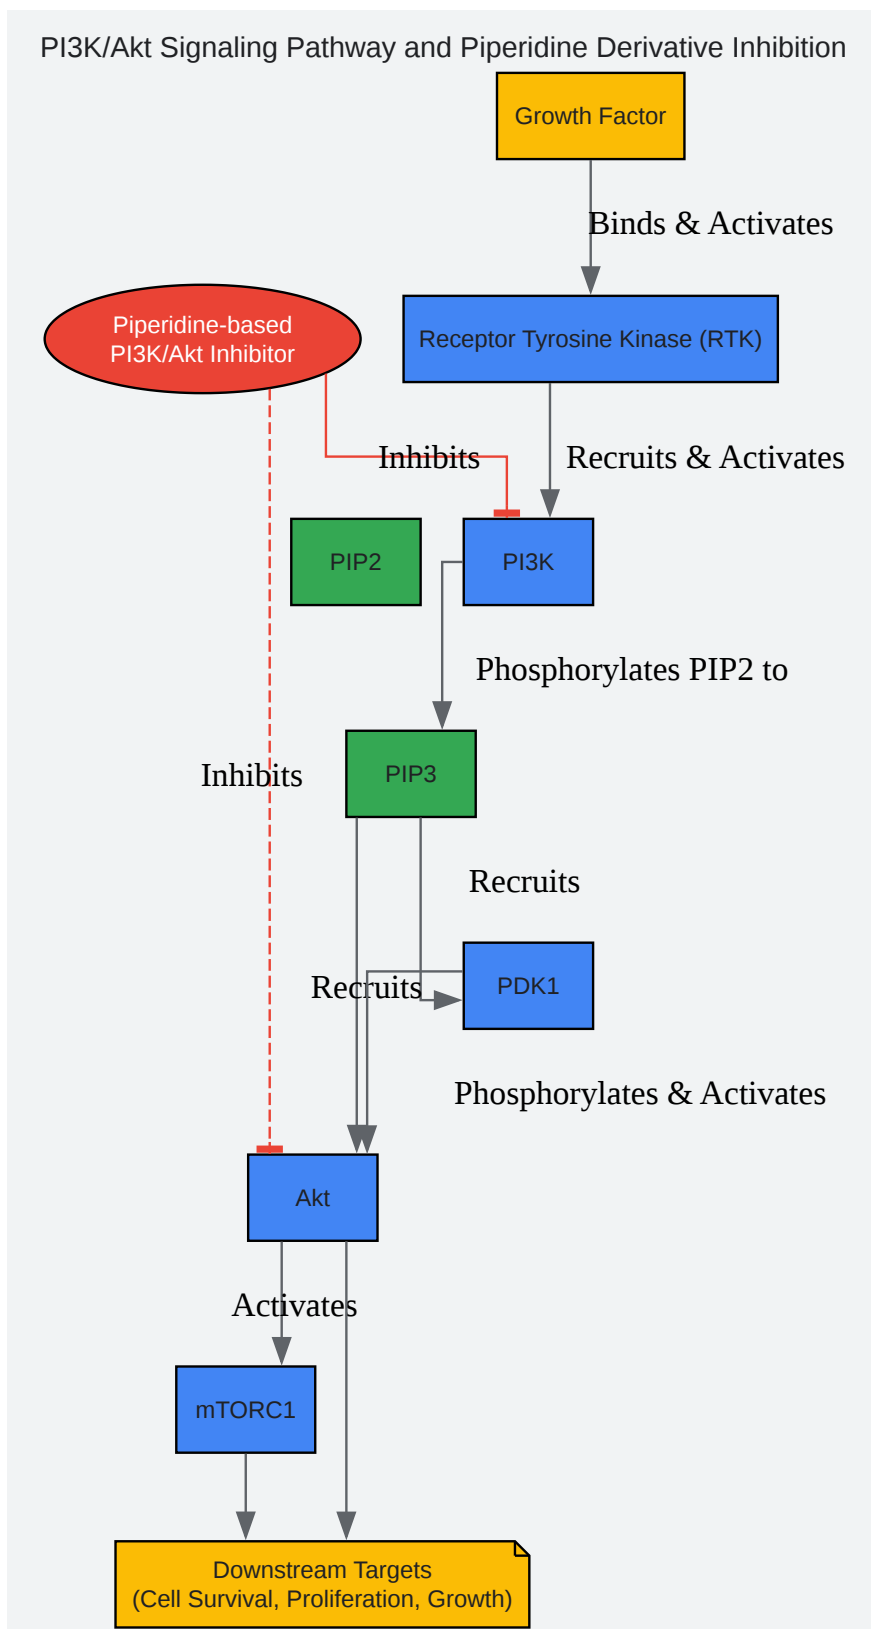 PI3K/Akt Signaling Pathway and Piperidine Derivative Inhibition
Growth Factor
Binds & Activates
Piperidine-based
PI3K/Akt Inhibitor
Receptor Tyrosine Kinase (RTK)
Inhibits
Recruits & Activates
PIP2
PI3K
Phosphorylates PIP2 to
Inhibits
PIP3
Recruits
Recruits
PDK1
Phosphorylates & Activates
Akt
Activates
mTORC1
Downstream Targets
(Cell Survival, Proliferation, Growth)